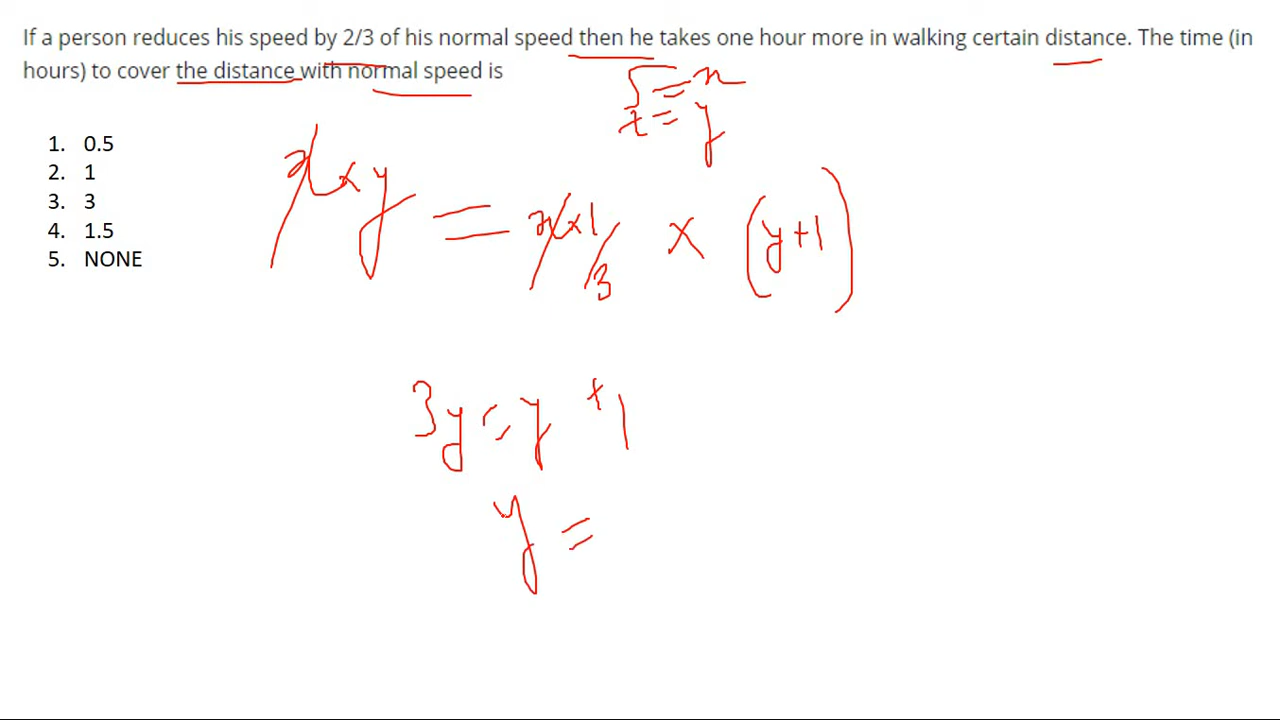 If a person reduces his speed by 2/3 of his normal speed then he takes one hour more in walking certain distance. The time (in
hours) to cover the distance with normal speed is
s = x
t = y
1. 0.5
2. 1
3. 3
4. 1.5
5. NONE
x × y = x × 1/3 × (y+1)
3y = y + 1
y =